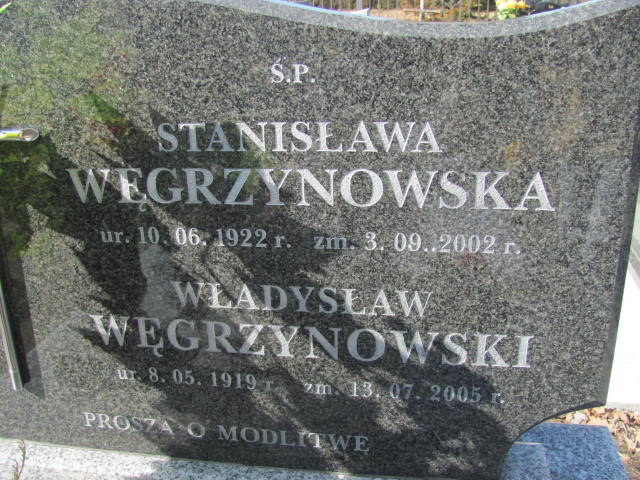 Ś.P.
STANISŁAWA
WĘGRZYNOWSKA
ur. 10. 06. 1922 r. zm. 3. 09..2002 r.
WŁADYSŁAW
WĘGRZYNOWSKI
ur. 8. 05. 1919 r. zm. 13. 07. 2005 r.
PROSZĄ O MODLITWĘ